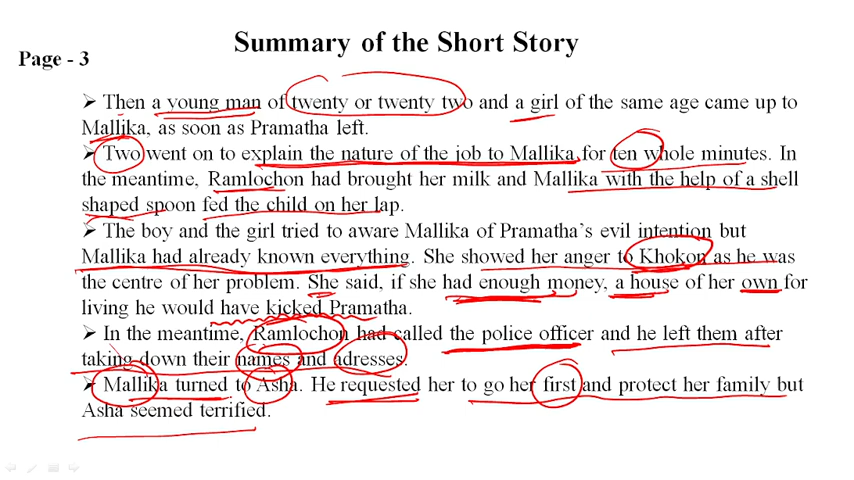 Summary of the Short Story
Page - 3
➢ Then a young man of twenty or twenty two and a girl of the same age came up to
Mallika, as soon as Pramatha left.
➢ Two went on to explain the nature of the job to Mallika for ten whole minutes. In
the meantime, Ramlochon had brought her milk and Mallika with the help of a shell
shaped spoon fed the child on her lap.
➢ The boy and the girl tried to aware Mallika of Pramatha's evil intention but
Mallika had already known everything. She showed her anger to Khokon as he was
the centre of her problem. She said, if she had enough money, a house of her own for
living he would have kicked Pramatha.
➢ In the meantime, Ramlochon had called the police officer and he left them after
taking down their names and adresses.
➢ Mallika turned to Asha. He requested her to go her first and protect her family but
Asha seemed terrified.